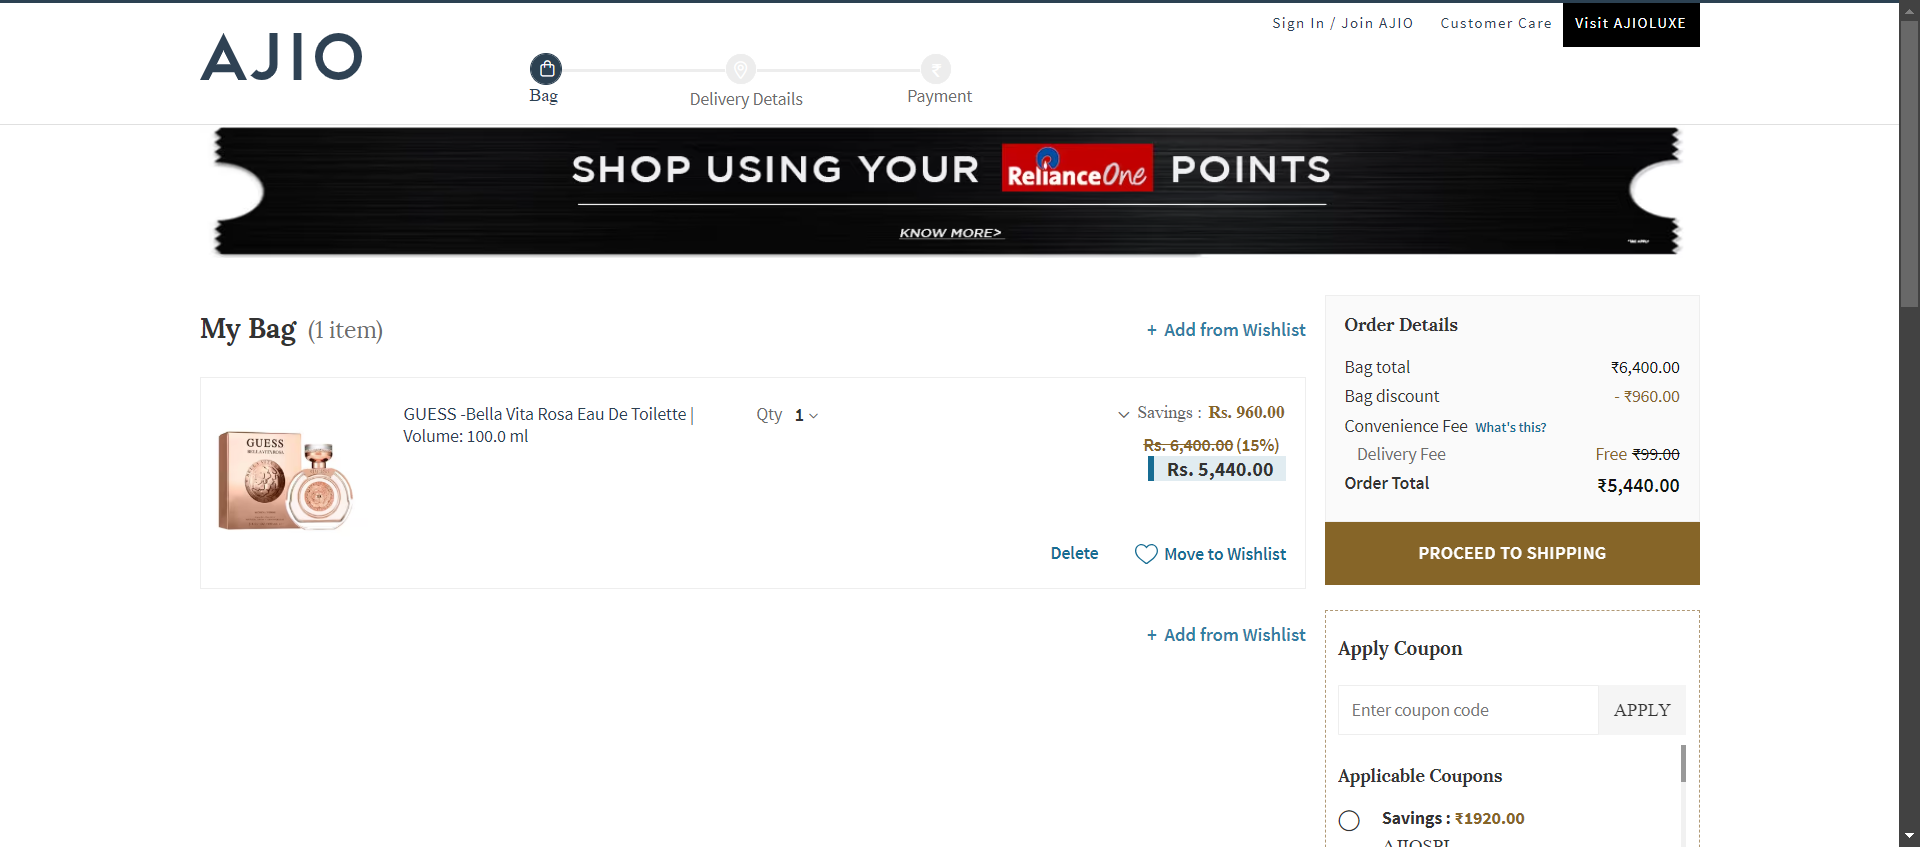 Sign In / Join AJIO
Customer Care
Visit AJIOLUXE
AJIO
Bag
Delivery Details
Payment
SHOP USING YOUR RelianceOne POINTS
KNOW MORE>
My Bag (1 item)
+ Add from Wishlist
GUESS
GUESS -Bella Vita Rosa Eau De Toilette |
Volume: 100.0 ml
Qty 1
Savings : Rs. 960.00
Rs. 6,400.00 (15%)
Rs. 5,440.00
Delete
Move to Wishlist
+ Add from Wishlist
Order Details
Bag total ₹6,400.00
Bag discount - ₹960.00
Convenience Fee What's this?
Delivery Fee Free ₹99.00
Order Total ₹5,440.00
PROCEED TO SHIPPING
Apply Coupon
Enter coupon code APPLY
Applicable Coupons
Savings : ₹1920.00